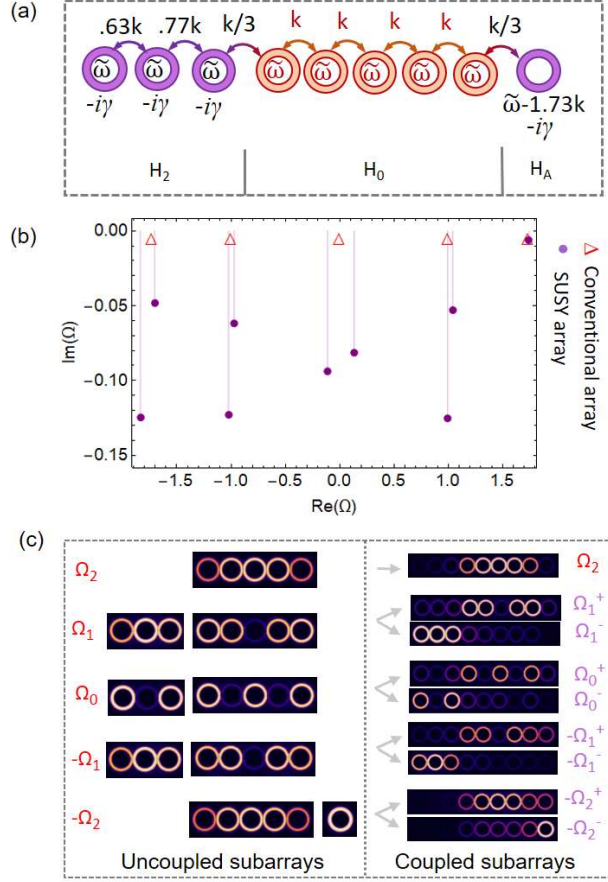 (a)
.63k .77k k/3 k k k k k/3
ω̃ ω̃ ω̃ ω̃ ω̃ ω̃ ω̃ ω̃
-iγ -iγ -iγ
ω̃-1.73k
-iγ
H₂ H₀ H_A
(b)
0.00
-0.05
-0.10
-0.15
Im(Ω)
-1.5 -1.0 -0.5 0.0 0.5 1.0 1.5
Re(Ω)
Conventional array
SUSY array
(c)
Ω₂ Ω₂
Ω₁ Ω₁⁺
Ω₁⁻
Ω₀ Ω₀⁺
Ω₀⁻
-Ω₁ -Ω₁⁺
-Ω₁⁻
-Ω₂ -Ω₂⁺
-Ω₂⁻
Uncoupled subarrays Coupled subarrays